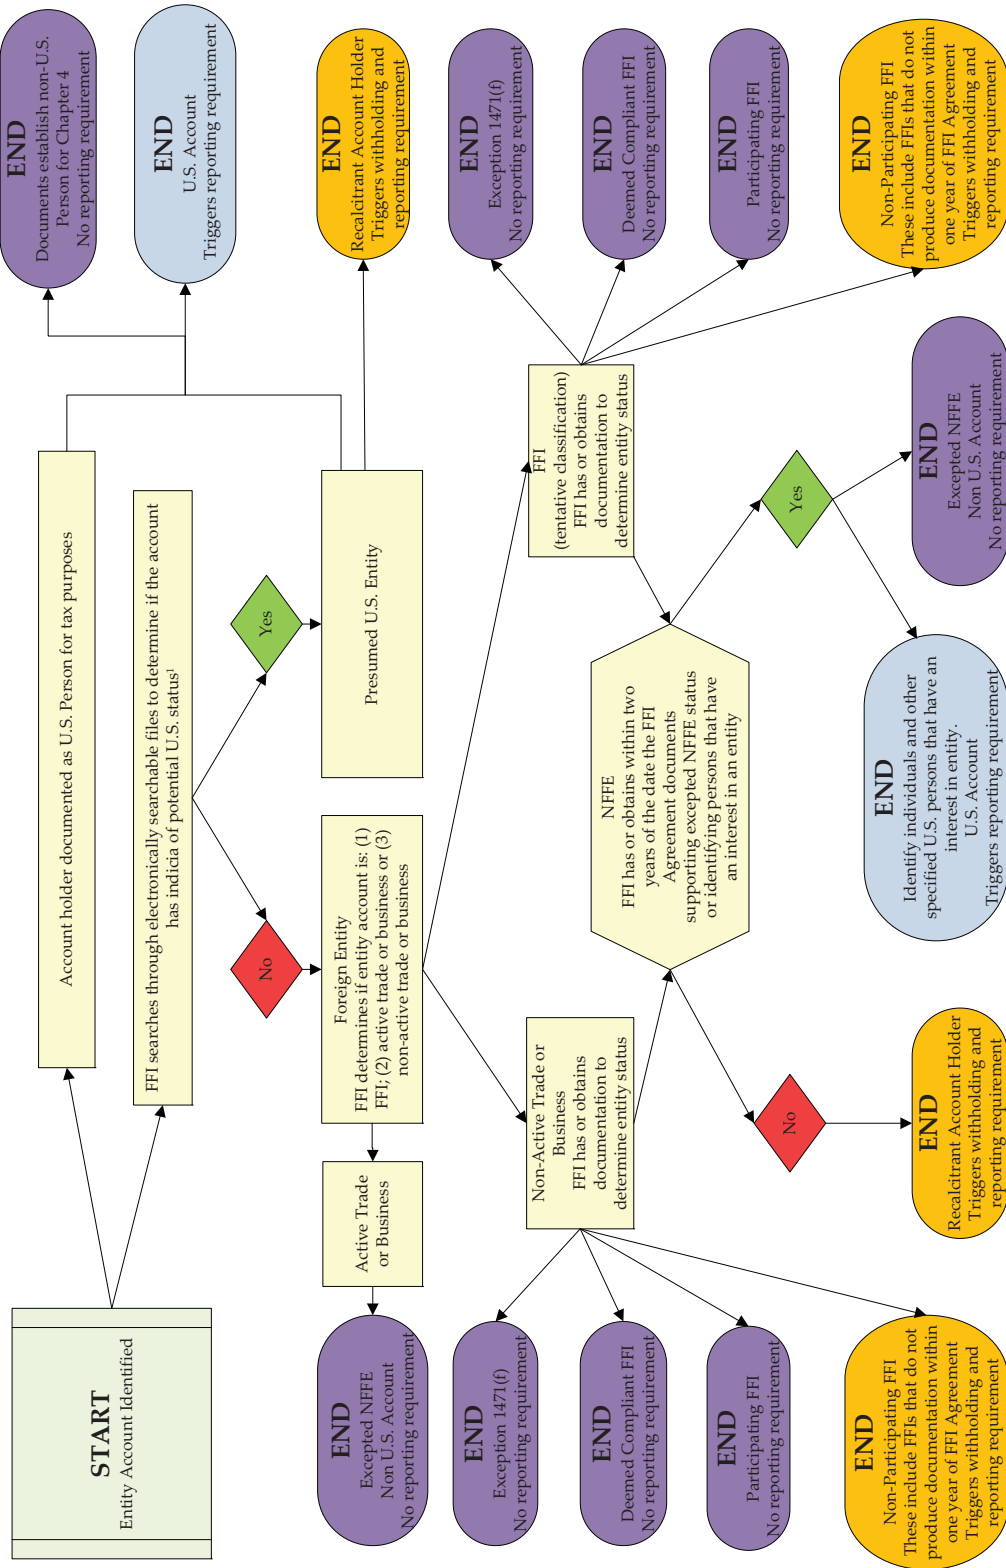 START
Entity Account Identified
Account holder documented as U.S. Person for tax purposes
FFI searches through electronically searchable files to determine if the account
has indicia of potential U.S. status¹
END
Documents establish non-U.S.
Person for Chapter 4
No reporting requirement
END
U.S. Account
Triggers reporting requirement
No
Yes
END
Excepted NFFE
Non U.S. Account
No reporting requirement
Active Trade
or Business
Foreign Entity
FFI determines if entity account is: (1)
FFI; (2) active trade or business or (3)
non-active trade or business
Presumed U.S. Entity
END
Recalcitrant Account Holder
Triggers withholding and
reporting requirement
END
Exception 1471(f)
No reporting requirement
END
Deemed Compliant FFI
No reporting requirement
END
Participating FFI
No reporting requirement
END
Non-Participating FFI
These include FFIs that do not
produce documentation within
one year of FFI Agreement
Triggers withholding and
reporting requirement
Non-Active Trade or
Business
FFI has or obtains
documentation to
determine entity status
NFFE
FFI has or obtains within two
years of the date the FFI
Agreement documents
supporting excepted NFFE status
or identifying persons that have
an interest in an entity
FFI
(tentative classification)
FFI has or obtains
documentation to
determine entity status
END
Exception 1471(f)
No reporting requirement
END
Deemed Compliant FFI
No reporting requirement
END
Participating FFI
No reporting requirement
END
Non-Participating FFI
These include FFIs that do not
produce documentation within
one year of FFI Agreement
Triggers withholding and
reporting requirement
No
Yes
END
Recalcitrant Account Holder
Triggers withholding and
reporting requirement
END
Identify individuals and other
specified U.S. persons that have an
interest in entity.
U.S. Account
Triggers reporting requirement
END
Excepted NFFE
Non U.S. Account
No reporting requirement